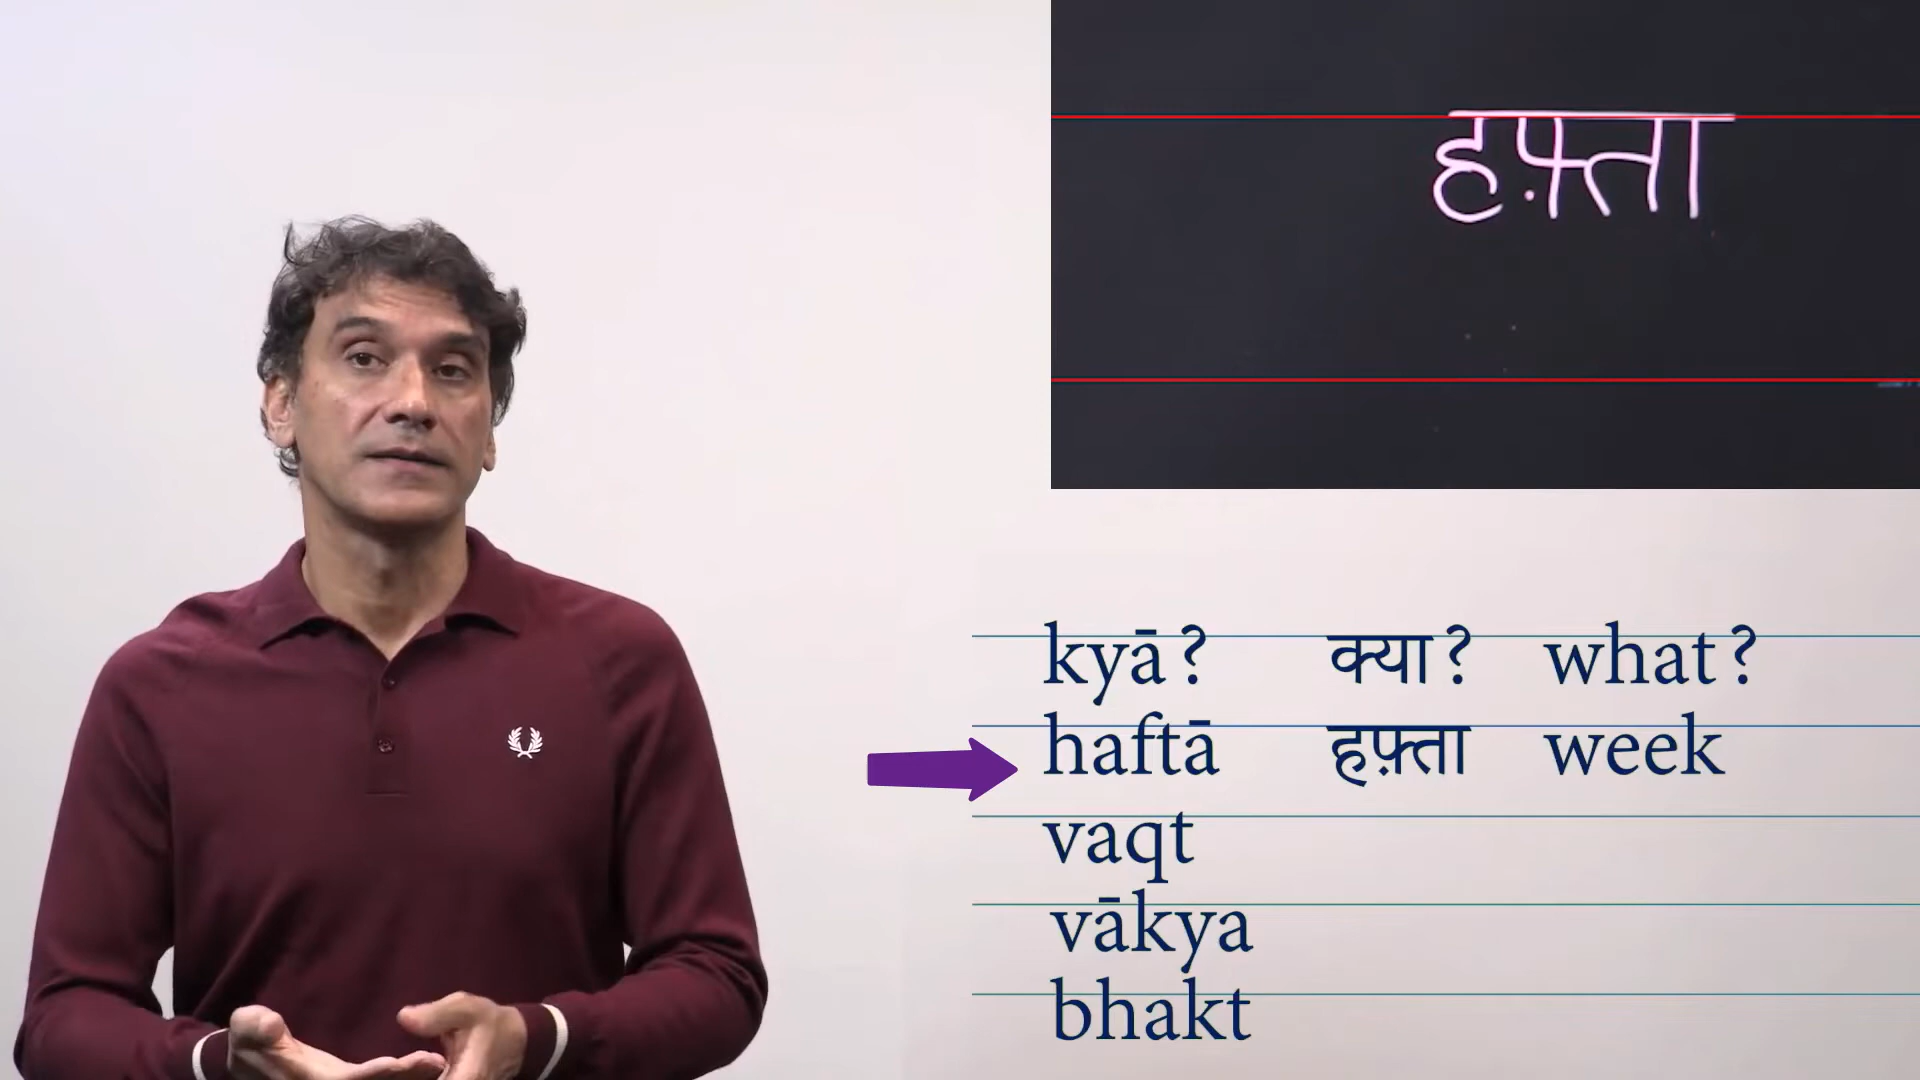 हफ़्ता
kyā? क्या? what?
haftā हफ़्ता week
vaqt
vākya
bhakt